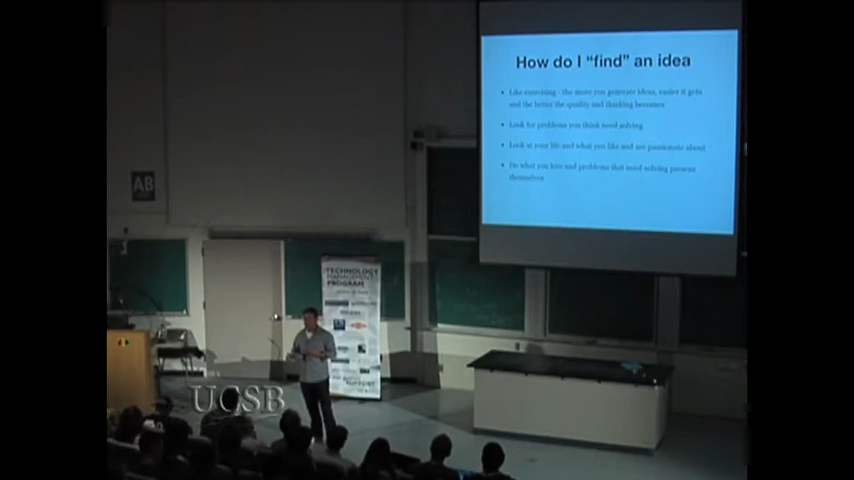 How do I "find" an idea
• Like exercising - the more you generate ideas, easier it gets
and the better the quality and thinking becomes
• Look for problems you think need solving
• Look at your life and what you like and are passionate about
• Do what you love and problems that need solving present
themselves
AB
TECHNOLOGY
MANAGEMENT
PROGRAM
UCSB